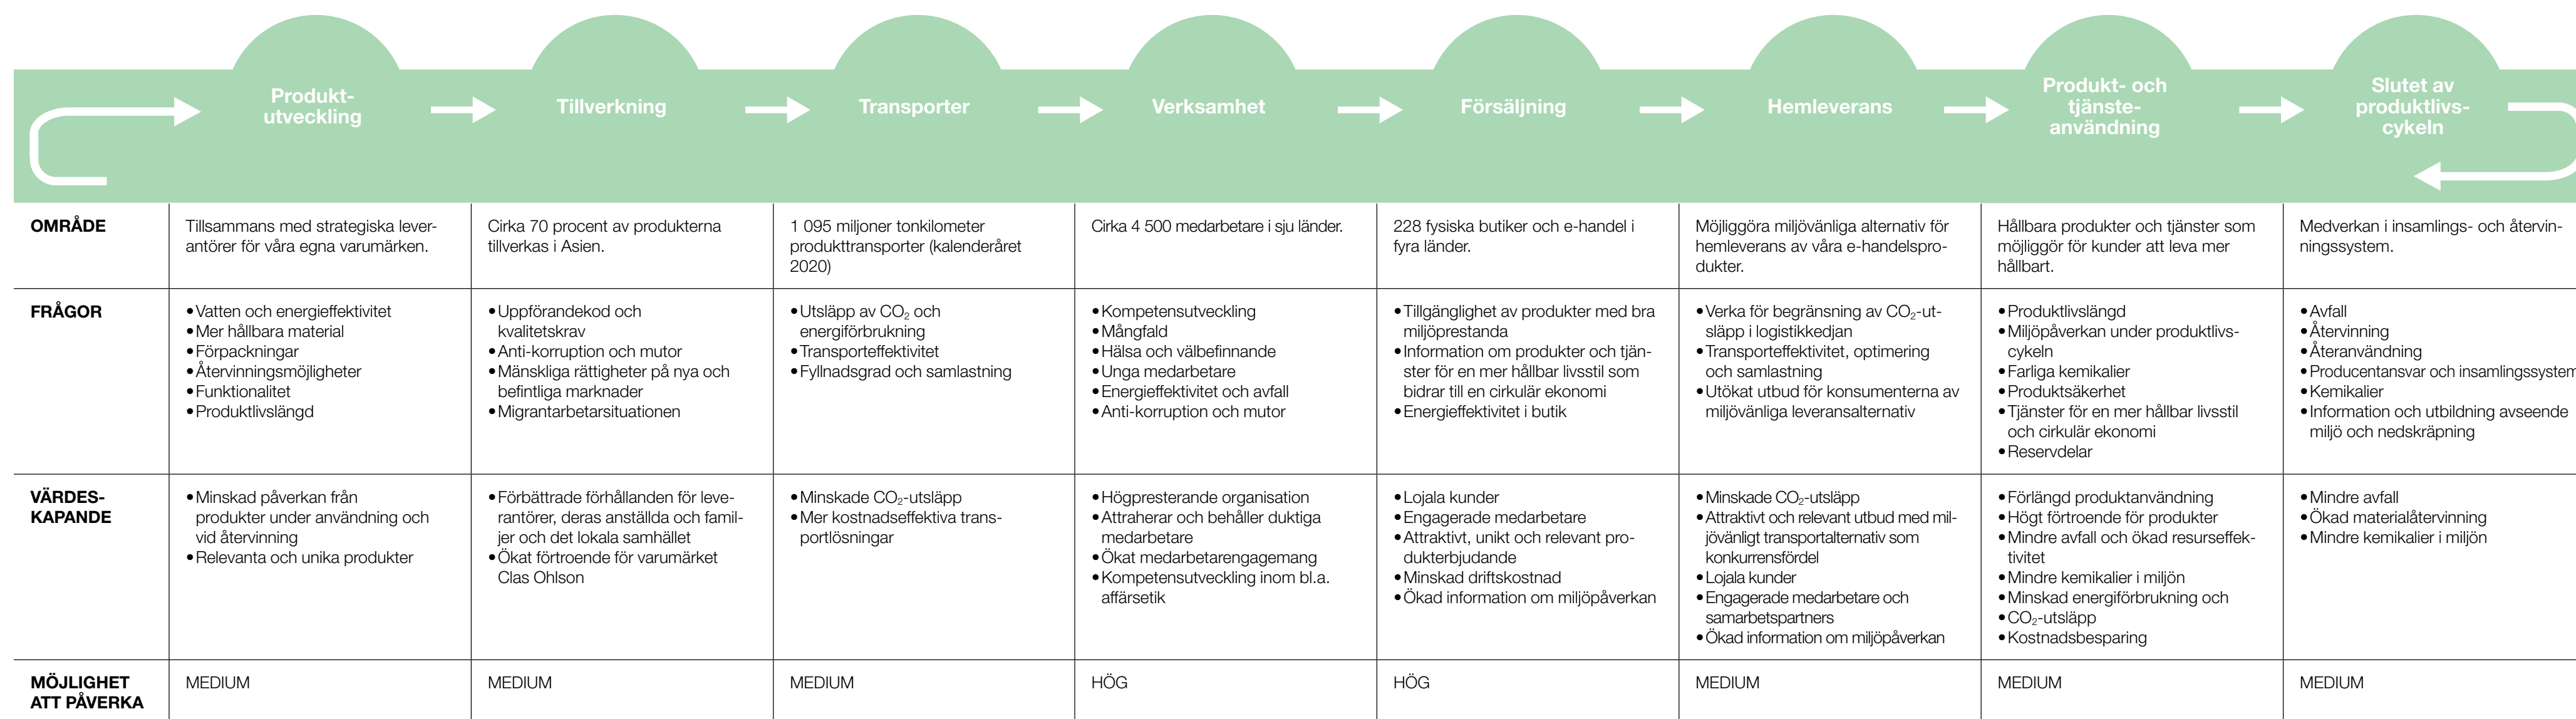 Produkt-
utveckling
Tillverkning
Transporter
Verksamhet
Försäljning
Hemleverans
Produkt- och
tjänste-
användning
Slutet av
produktlivs-
cykeln
OMRÅDE
Tillsammans med strategiska lever-
antörer för våra egna varumärken.
Cirka 70 procent av produkterna
tillverkas i Asien.
1 095 miljoner tonkilometer
produkttransporter (kalenderåret
2020)
Cirka 4 500 medarbetare i sju länder.
228 fysiska butiker och e-handel i
fyra länder.
Möjliggöra miljövänliga alternativ för
hemleverans av våra e-handelspro-
dukter.
Hållbara produkter och tjänster som
möjliggör för kunder att leva mer
hållbart.
Medverkan i insamlings- och återvin-
ningssystem.
FRÅGOR
• Vatten och energieffektivitet
• Mer hållbara material
• Förpackningar
• Återvinningsmöjligheter
• Funktionalitet
• Produktlivslängd
• Uppförandekod och
kvalitetskrav
• Anti-korruption och mutor
• Mänskliga rättigheter på nya och
befintliga marknader
• Migrantarbetarsituationen
• Utsläpp av CO₂ och
energiförbrukning
• Transporteffektivitet
• Fyllnadsgrad och samlastning
• Kompetensutveckling
• Mångfald
• Hälsa och välbefinnande
• Unga medarbetare
• Energieffektivitet och avfall
• Anti-korruption och mutor
• Tillgänglighet av produkter med bra
miljöprestanda
• Information om produkter och tjän-
ster för en mer hållbar livsstil som
bidrar till en cirkulär ekonomi
• Energieffektivitet i butik
• Verka för begränsning av CO₂-ut-
släpp i logistikkedjan
• Transporteffektivitet, optimering
och samlastning
• Utökat utbud för konsumenterna av
miljövänliga leveransalternativ
• Produktlivslängd
• Miljöpåverkan under produktlivs-
cykeln
• Farliga kemikalier
• Produktsäkerhet
• Tjänster för en mer hållbar livsstil
och cirkulär ekonomi
• Reservdelar
• Avfall
• Återvinning
• Återanvändning
• Producentansvar och insamlingssystem
• Kemikalier
• Information och utbildning avseende
miljö och nedskräpning
VÄRDES-
KAPANDE
• Minskad påverkan från
produkter under användning och
vid återvinning
• Relevanta och unika produkter
• Förbättrade förhållanden för leve-
rantörer, deras anställda och famil-
jer och det lokala samhället
• Ökat förtroende för varumärket
Clas Ohlson
• Minskade CO₂-utsläpp
• Mer kostnadseffektiva trans-
portlösningar
• Högpresterande organisation
• Attraherar och behåller duktiga
medarbetare
• Ökat medarbetarengagemang
• Kompetensutveckling inom bl.a.
affärsetik
• Lojala kunder
• Engagerade medarbetare
• Attraktivt, unikt och relevant pro-
dukterbjudande
• Minskad driftskostnad
• Ökad information om miljöpåverkan
• Minskade CO₂-utsläpp
• Attraktivt och relevant utbud med mil-
jövänligt transportalternativ som
konkurrensfördel
• Lojala kunder
• Engagerade medarbetare och
samarbetspartners
• Ökad information om miljöpåverkan
• Förlängd produktanvändning
• Högt förtroende för produkter
• Mindre avfall och ökad resurseffek-
tivitet
• Mindre kemikalier i miljön
• Minskad energiförbrukning och
• CO₂-utsläpp
• Kostnadsbesparing
• Mindre avfall
• Ökad materialåtervinning
• Mindre kemikalier i miljön
MÖJLIGHET
ATT PÅVERKA
MEDIUM
MEDIUM
MEDIUM
HÖG
HÖG
MEDIUM
MEDIUM
MEDIUM